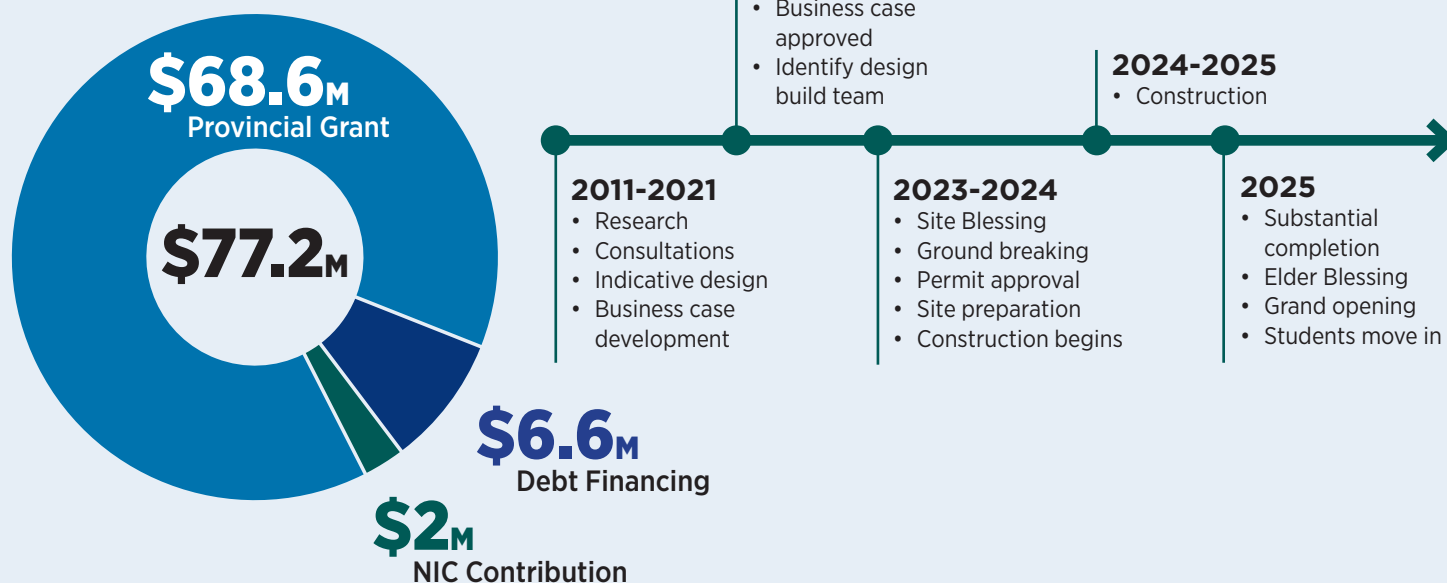 $68.6M
Provincial Grant
$77.2M
$6.6M
Debt Financing
$2M
NIC Contribution
• Business case
approved
• Identify design
build team
2024-2025
• Construction
2011-2021
• Research
• Consultations
• Indicative design
• Business case
development
2023-2024
• Site Blessing
• Ground breaking
• Permit approval
• Site preparation
• Construction begins
2025
• Substantial
completion
• Elder Blessing
• Grand opening
• Students move in